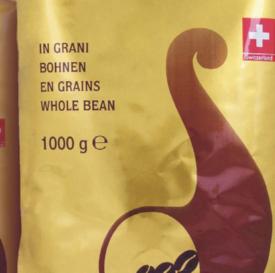 IN GRANI
BOHNEN
EN GRAINS
WHOLE BEAN
1000 g ℮
Switzerland